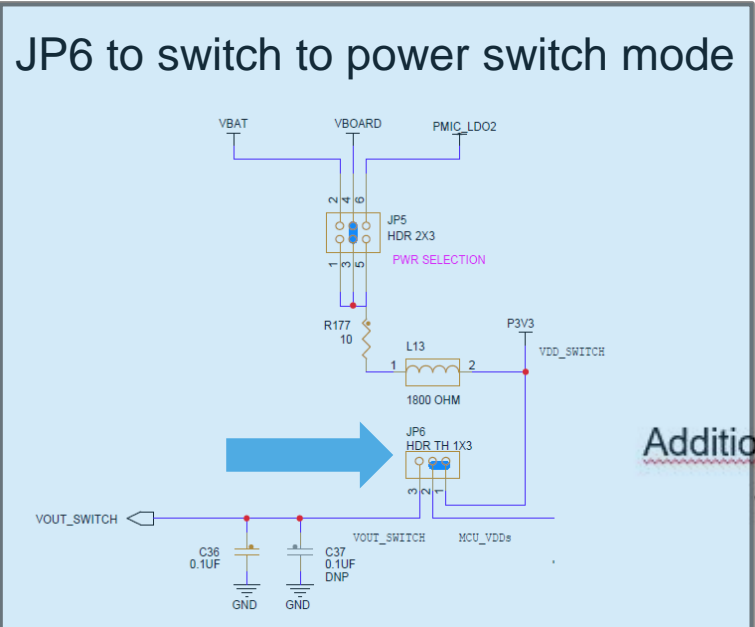 JP6 to switch to power switch mode
VBAT VBOARD PMIC_LDO2
2 4 6
JP5
HDR 2X3
1 3 5
PWR SELECTION
R177
10
P3V3
L13
VDD_SWITCH
1 2
1800 OHM
JP6
HDR TH 1X3
Additio
3 2 1
VOUT_SWITCH
VOUT_SWITCH MCU_VDDs
C36
0.1UF
C37
0.1UF
DNP
GND GND